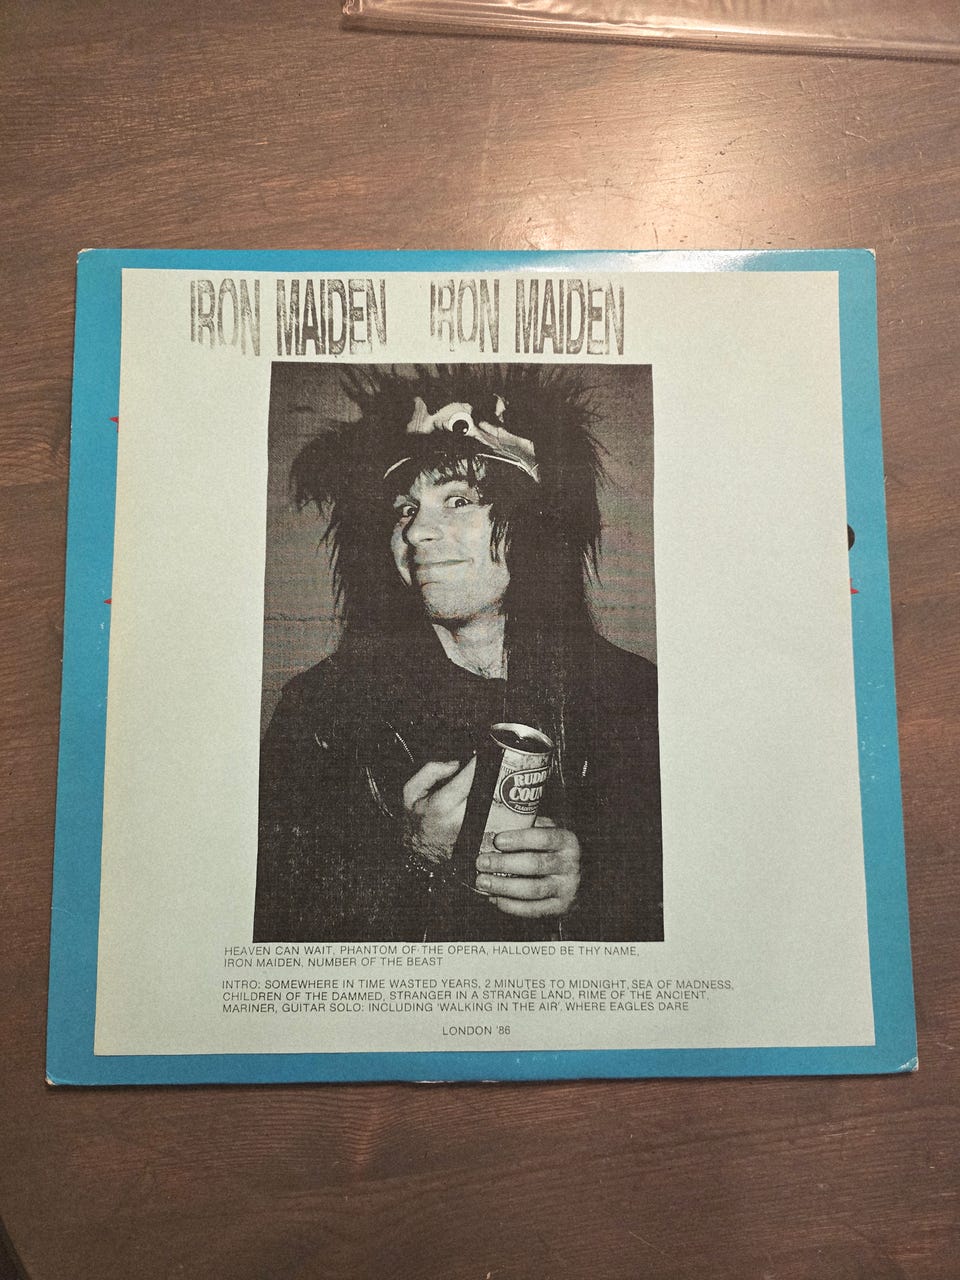 IRON MAIDEN IRON MAIDEN
RUDD
COUN
HEAVEN CAN WAIT, PHANTOM OF THE OPERA, HALLOWED BE THY NAME,
IRON MAIDEN, NUMBER OF THE BEAST
INTRO: SOMEWHERE IN TIME WASTED YEARS, 2 MINUTES TO MIDNIGHT, SEA OF MADNESS,
CHILDREN OF THE DAMMED, STRANGER IN A STRANGE LAND, RIME OF THE ANCIENT,
MARINER, GUITAR SOLO: INCLUDING 'WALKING IN THE AIR', WHERE EAGLES DARE
LONDON '86